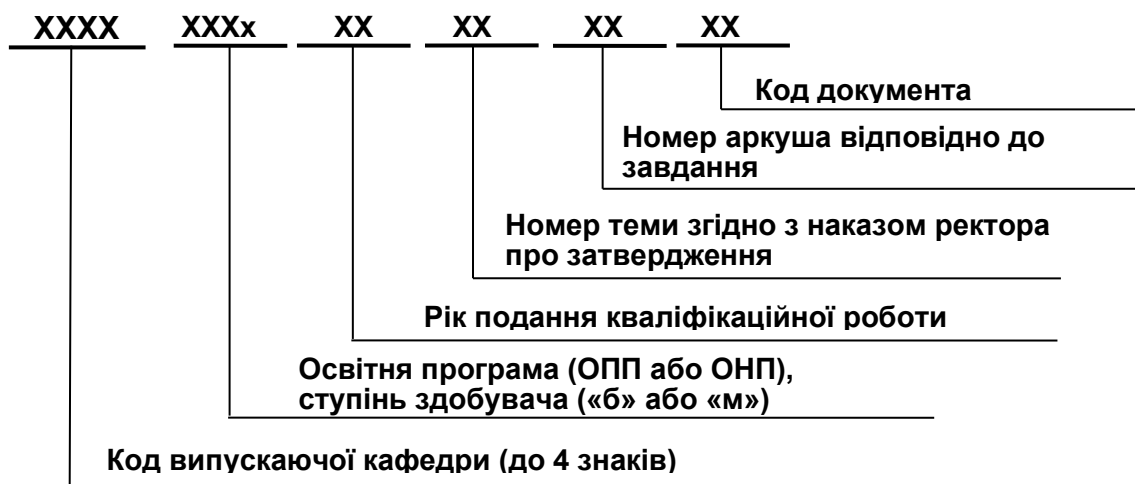 ХХХХ ХХХх ХХ ХХ ХХ ХХ
Код документа
Номер аркуша відповідно до
завдання
Номер теми згідно з наказом ректора
про затвердження
Рік подання кваліфікаційної роботи
Освітня програма (ОПП або ОНП),
ступінь здобувача («б» або «м»)
Код випускаючої кафедри (до 4 знаків)